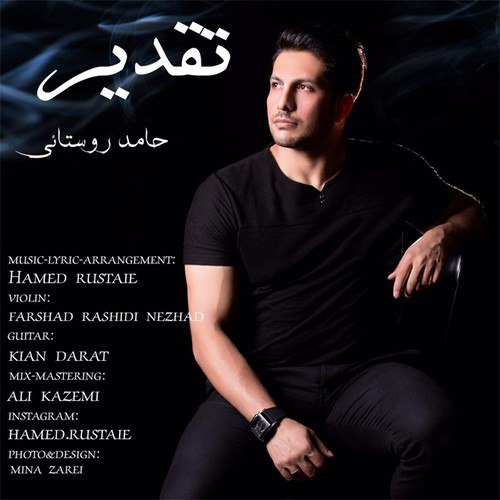 تقدیر
حامد روستائی
MUSIC-LYRIC-ARRANGEMENT:
HAMED RUSTAIE
VIOLIN:
FARSHAD RASHIDI NEZHAD
GUITAR:
KIAN DARAT
MIX-MASTERING:
ALI KAZEMI
INSTAGRAM:
HAMED.RUSTAIE
PHOTO&DESIGN:
MINA ZAREI